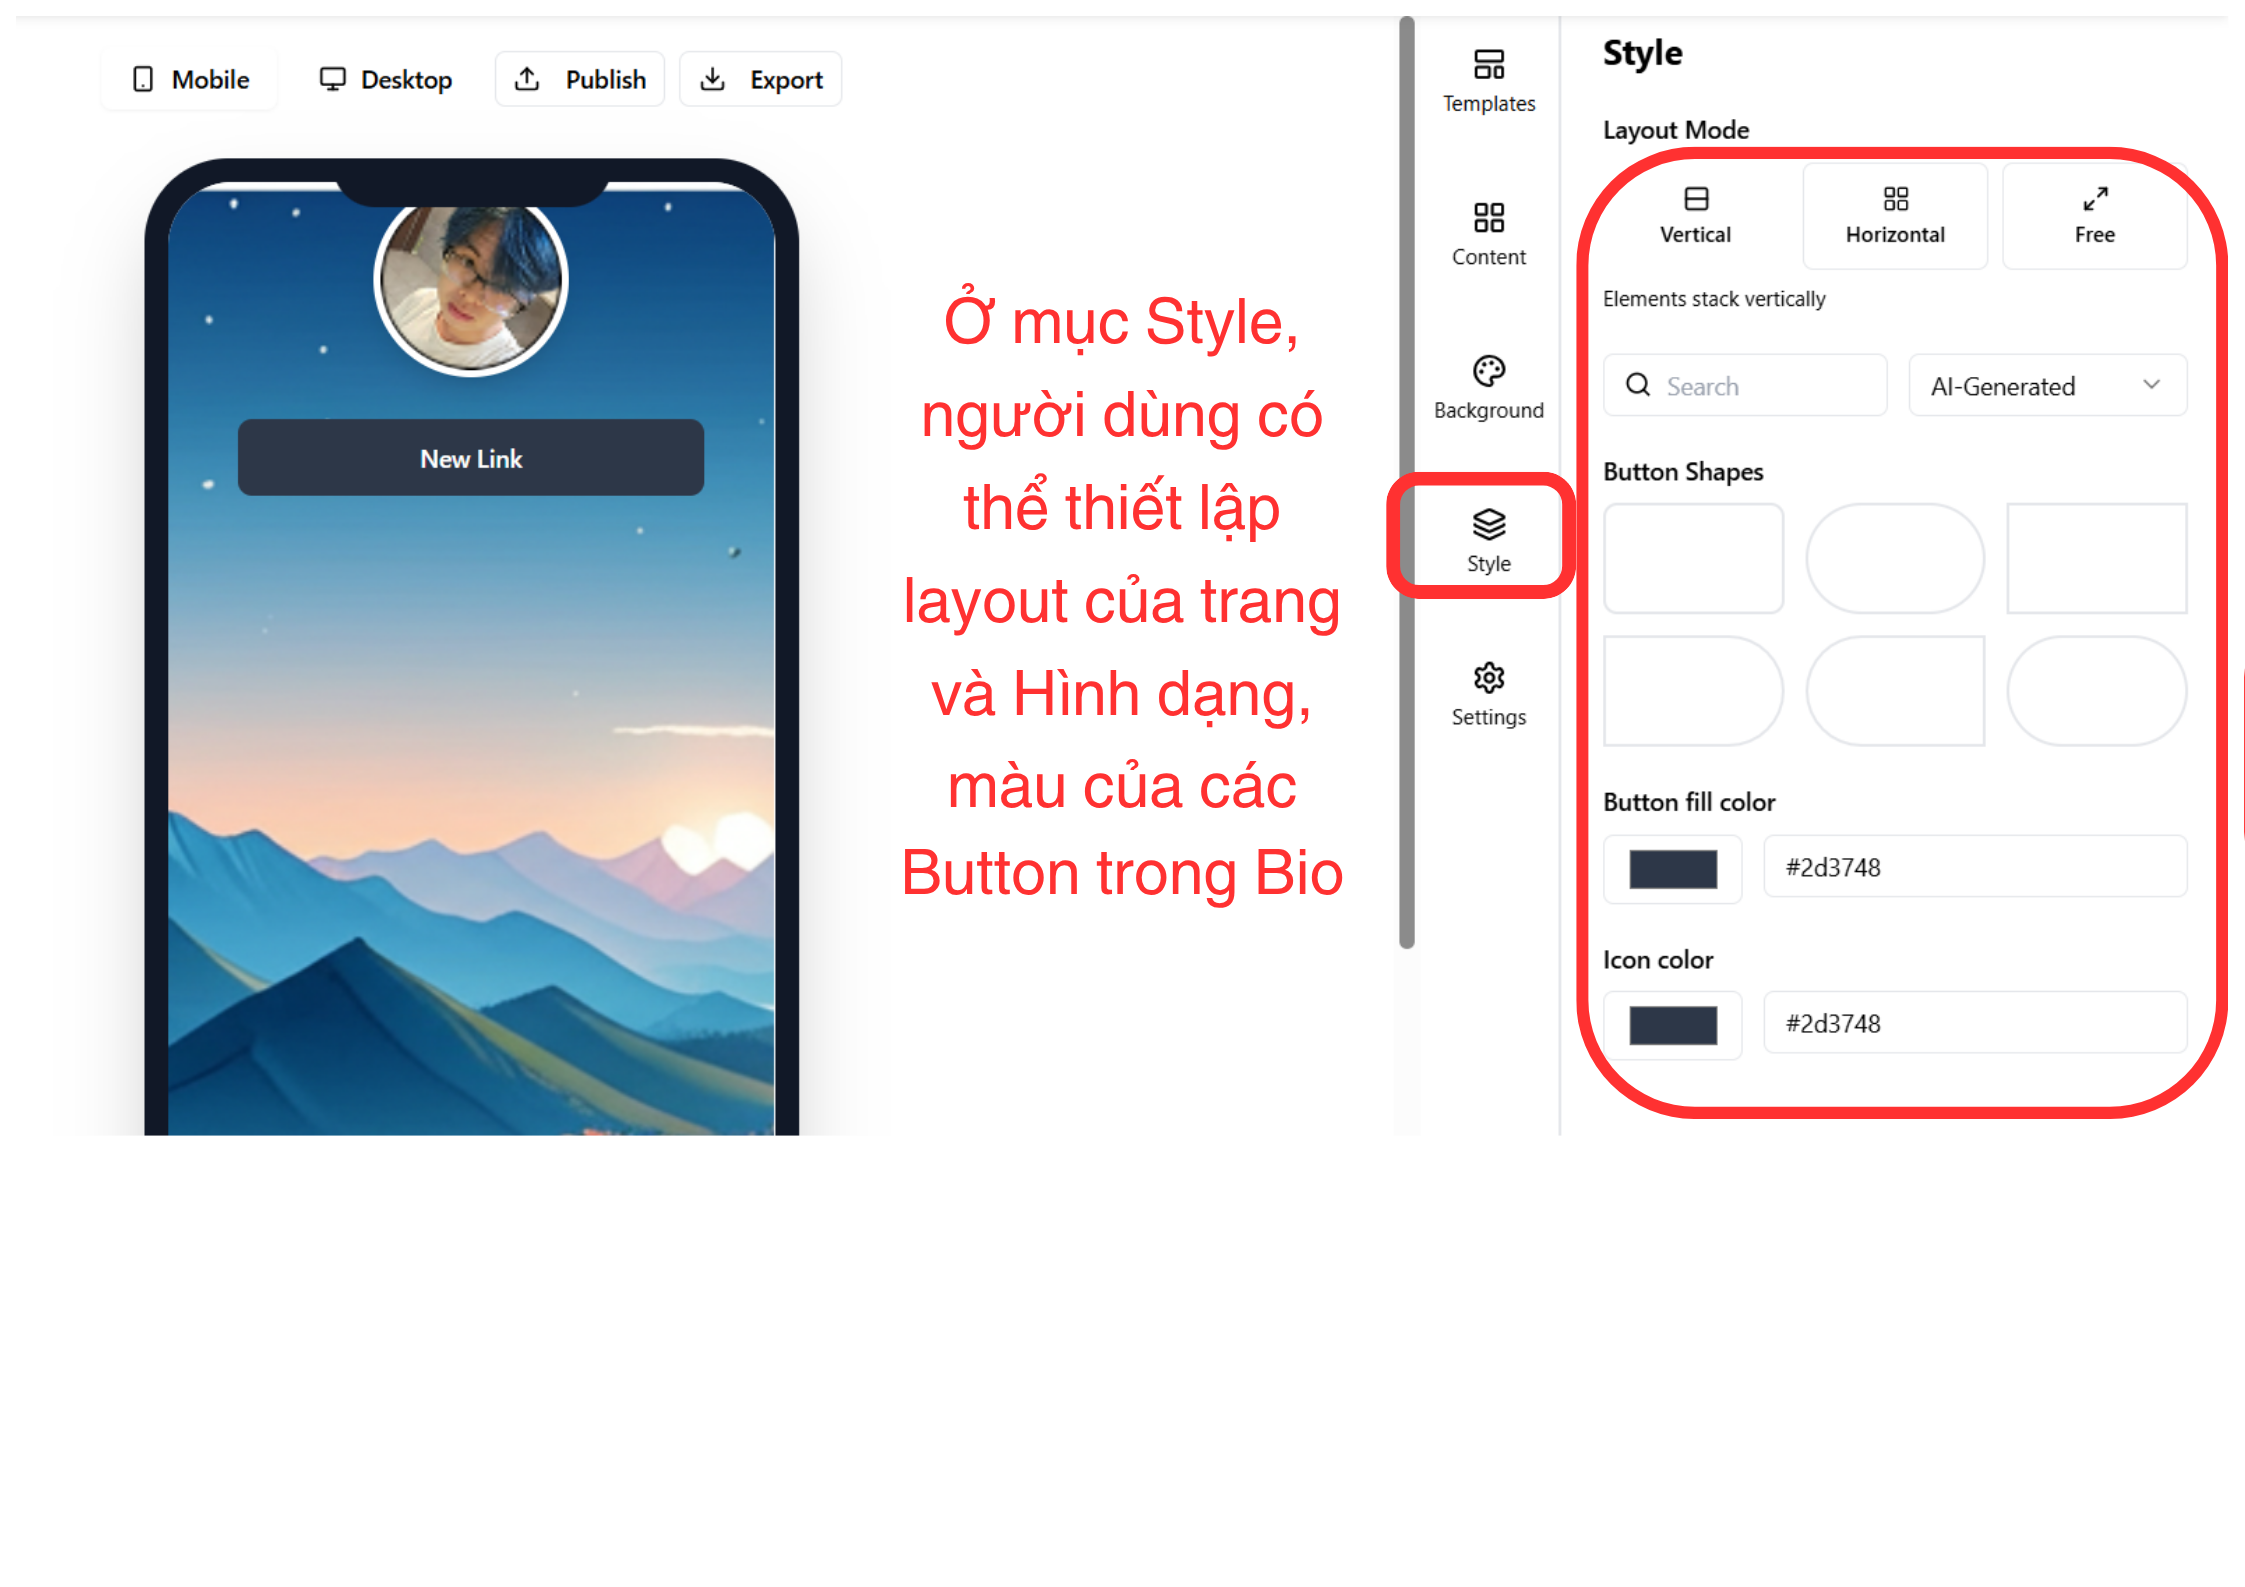 Mobile
Desktop
Publish
Export
New Link
Ở mục Style,
người dùng có
thể thiết lập
layout của trang
và Hình dạng,
màu của các
Button trong Bio
Templates
Content
Background
Style
Settings
Style
Layout Mode
Vertical
Horizontal
Free
Elements stack vertically
Search
AI-Generated
Button Shapes
Button fill color
#2d3748
Icon color
#2d3748